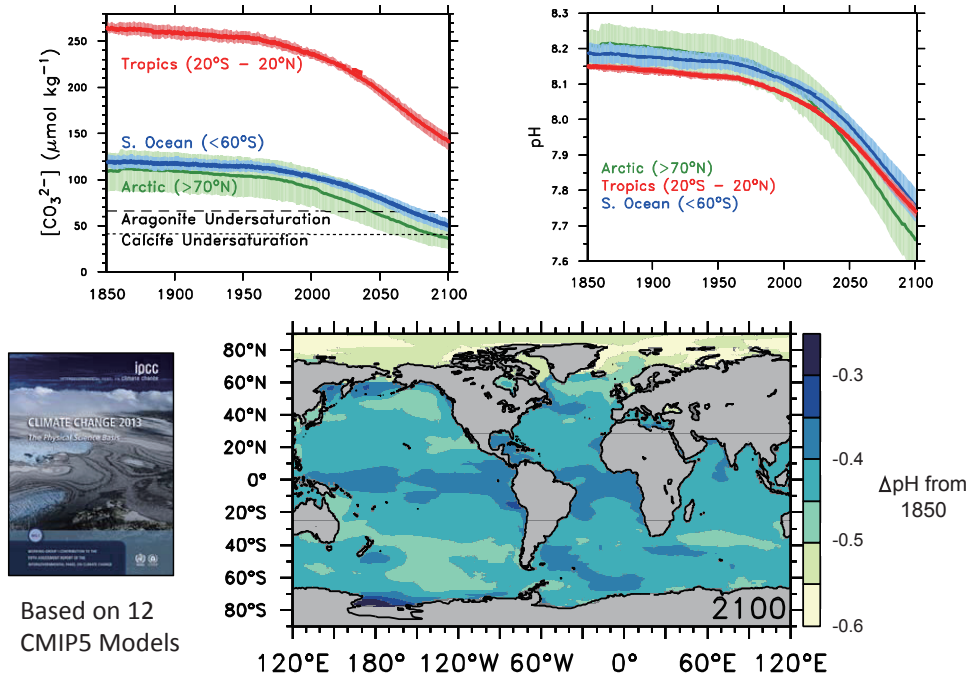 [CO₃²⁻] (μmol kg⁻¹)
250
200
150
100
50
0
Tropics (20°S – 20°N)
S. Ocean (<60°S)
Arctic (>70°N)
Aragonite Undersaturation
Calcite Undersaturation
1850 1900 1950 2000 2050 2100
pH
8.3
8.2
8.1
8.0
7.9
7.8
7.7
7.6
Arctic (>70°N)
Tropics (20°S – 20°N)
S. Ocean (<60°S)
1850 1900 1950 2000 2050 2100
ipcc
CLIMATE CHANGE 2013
The Physical Science Basis
Based on 12
CMIP5 Models
80°N
60°N
40°N
20°N
0°
20°S
40°S
60°S
80°S
2100
120°E 180° 120°W 60°W 0° 60°E 120°E
-0.3
-0.4
-0.5
-0.6
ΔpH from
1850